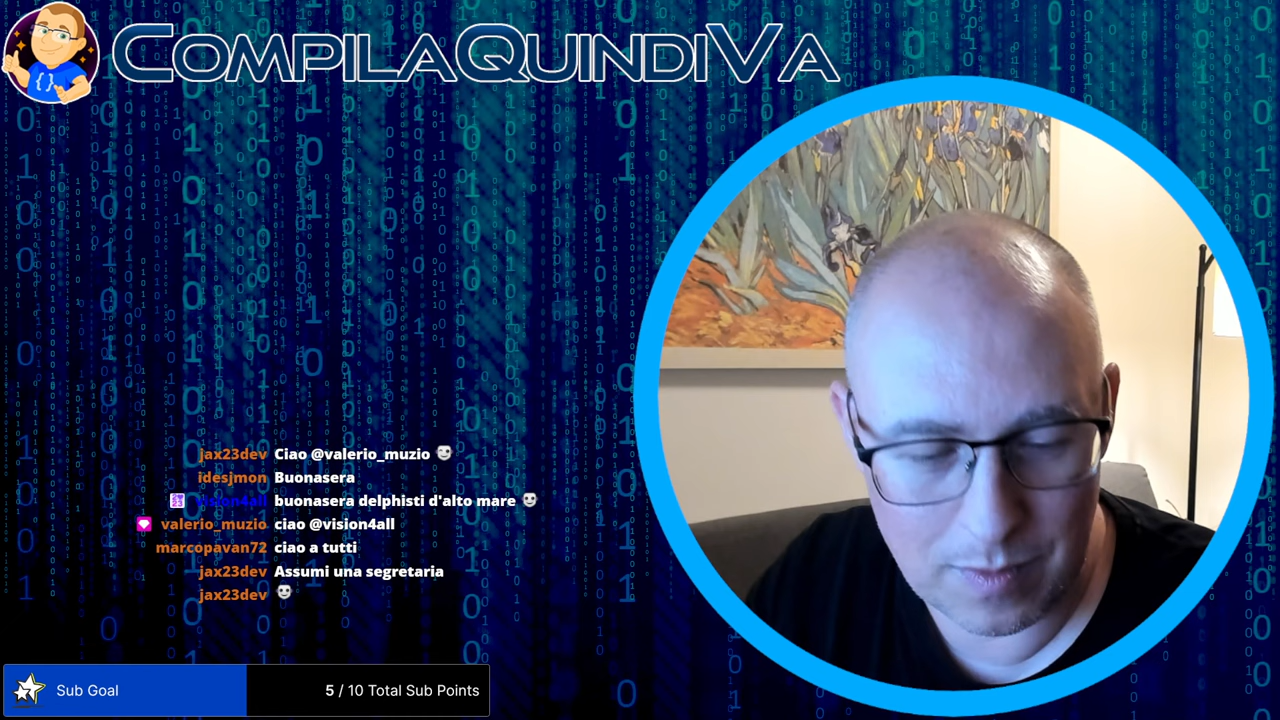 CompilaQuindiVa
{ }
jax23dev Ciao @valerio_muzio
idesjmon Buonasera
vision4all buonasera delphisti d'alto mare
valerio_muzio ciao @vision4all
marcopavan72 ciao a tutti
jax23dev Assumi una segretaria
jax23dev
Sub Goal 5 / 10 Total Sub Points